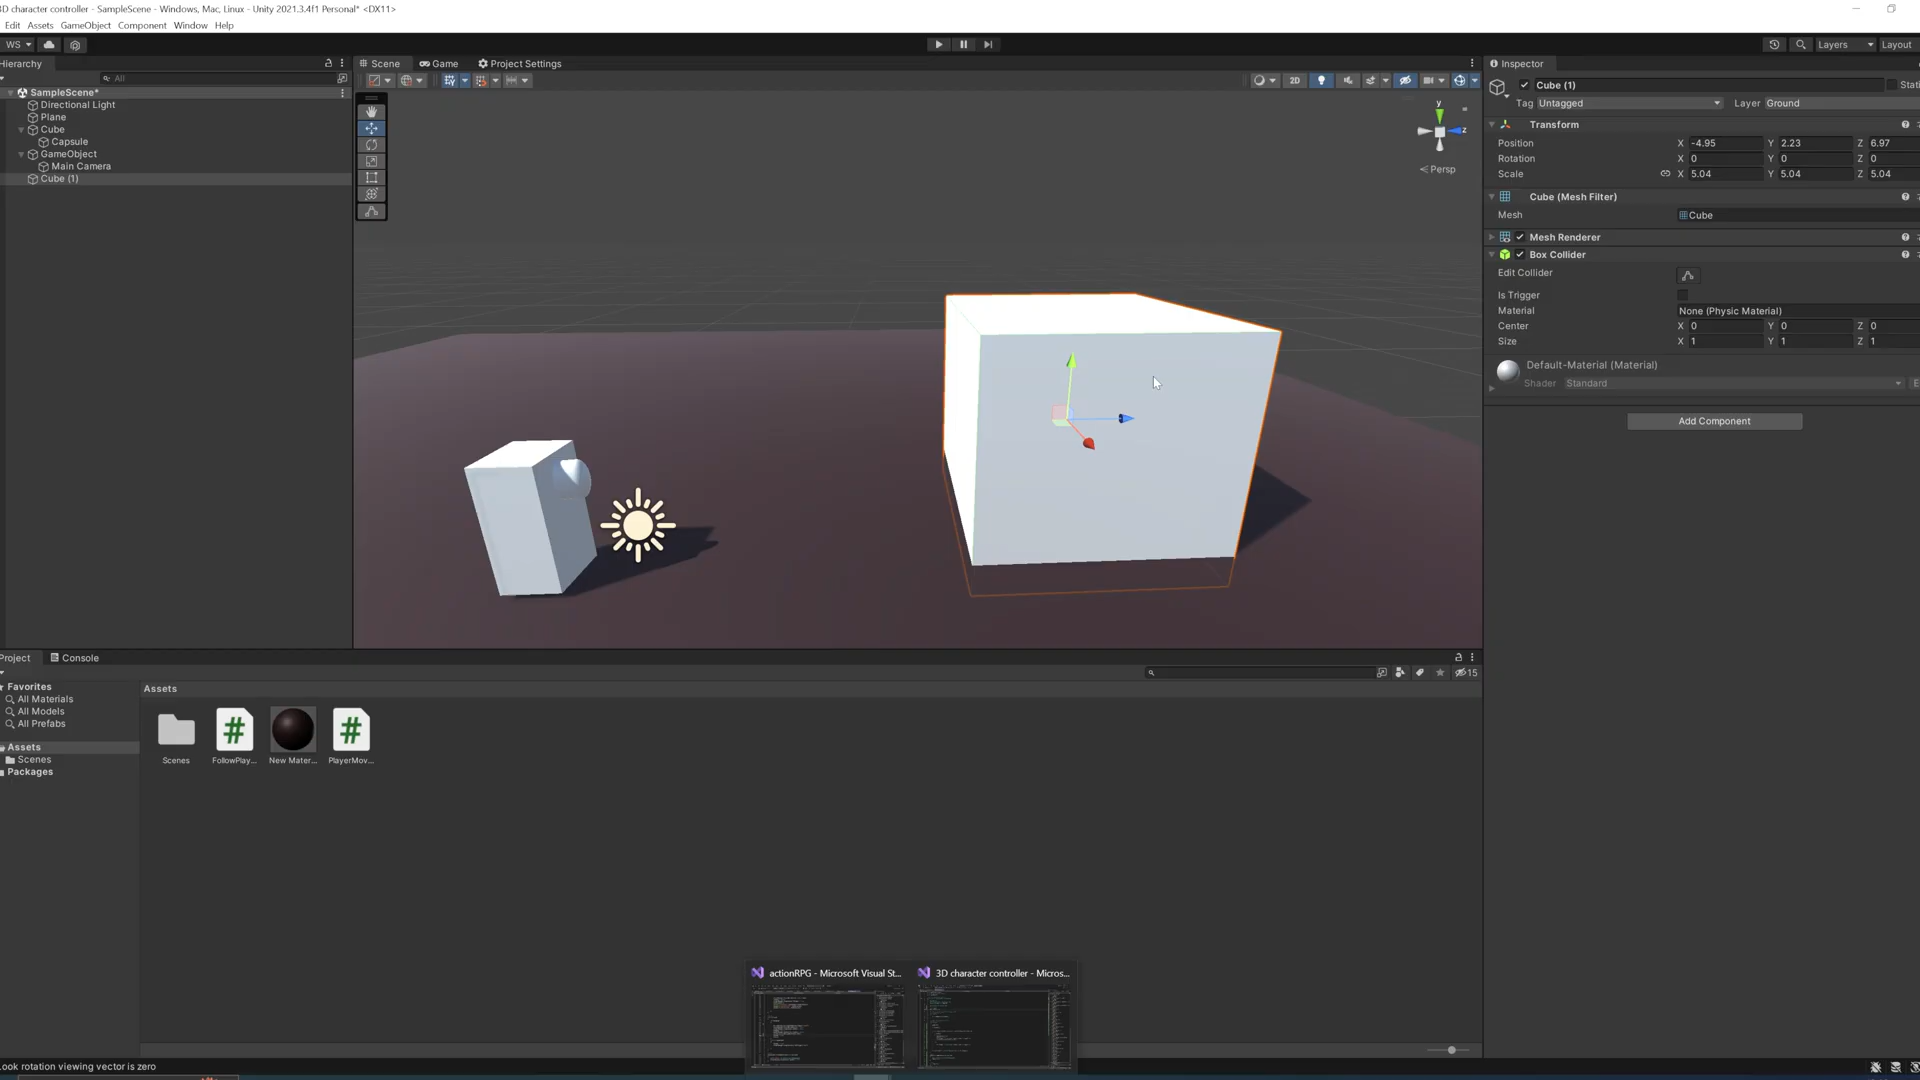 3D character controller - SampleScene - Windows, Mac, Linux - Unity 2021.3.4f1 Personal* <DX11>
Edit Assets GameObject Component Window Help
WS
Layers Layout
Hierarchy
All
SampleScene*
Directional Light
Plane
Cube
Capsule
GameObject
Main Camera
Cube (1)
Scene Game Project Settings
2D
y
z
Persp
Inspector
Cube (1) Stati
Tag Untagged Layer Ground
Transform
Position X -4.95 Y 2.23 Z 6.97
Rotation X 0 Y 0 Z 0
Scale X 5.04 Y 5.04 Z 5.04
Cube (Mesh Filter)
Mesh Cube
Mesh Renderer
Box Collider
Edit Collider
Is Trigger
Material None (Physic Material)
Center X 0 Y 0 Z 0
Size X 1 Y 1 Z 1
Default-Material (Material)
Shader Standard E
Add Component
Project Console
15
Favorites
All Materials
All Models
All Prefabs
Assets
Scenes
Packages
Assets
Scenes FollowPlay... New Mater... PlayerMov...
actionRPG - Microsoft Visual St... 3D character controller - Micros...
Look rotation viewing vector is zero